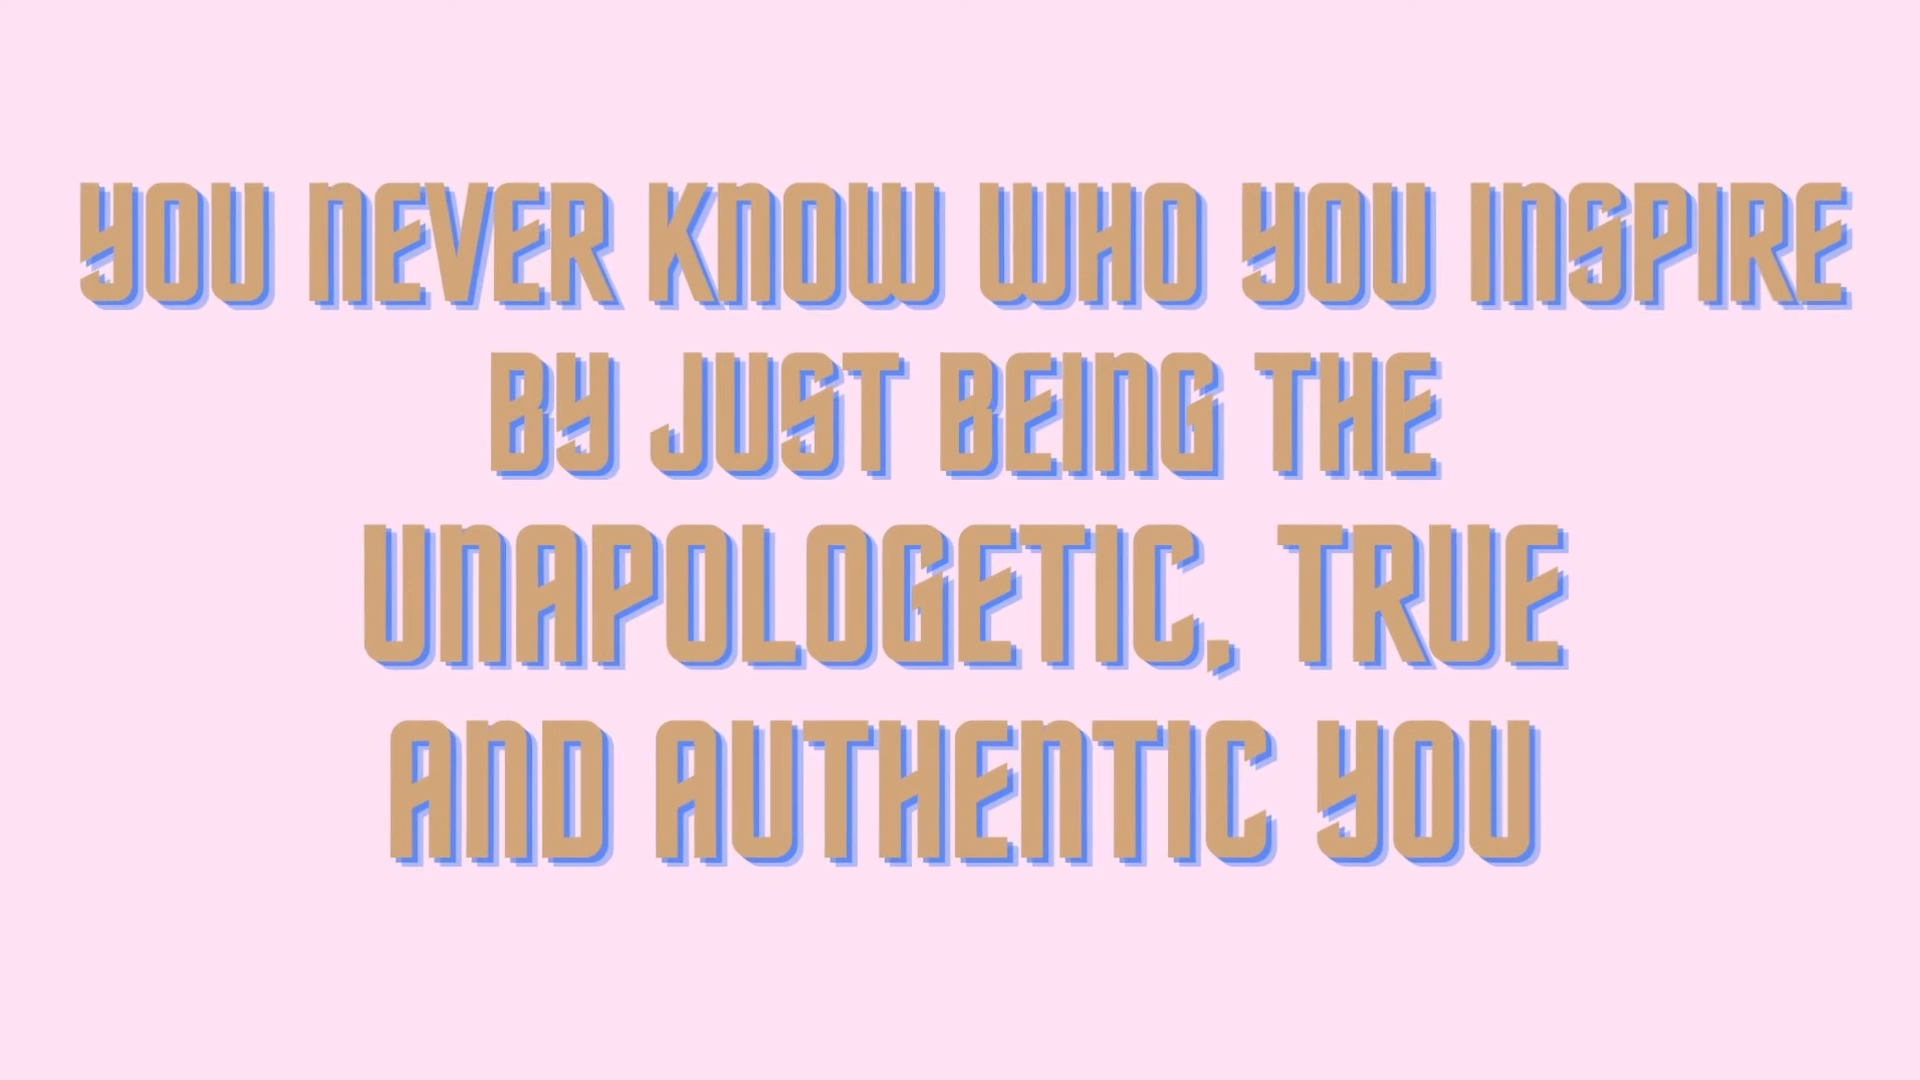 YOU NEVER KNOW WHO YOU INSPIRE
BY JUST BEING THE
UNAPOLOGETIC, TRUE
AND AUTHENTIC YOU